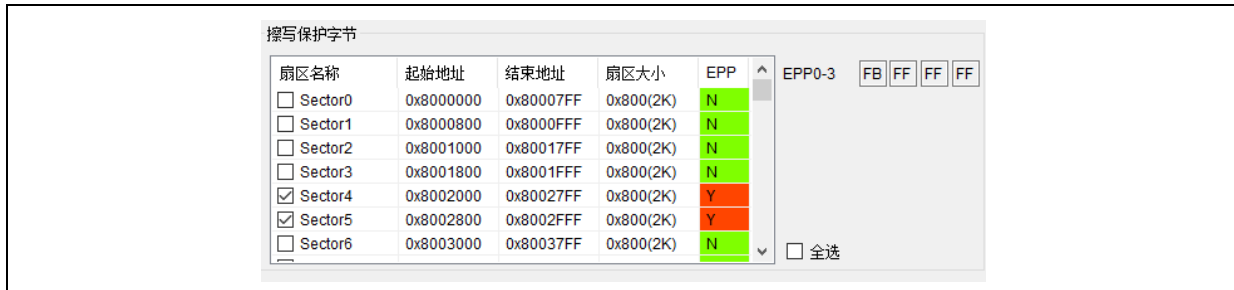 擦写保护字节
扇区名称 起始地址 结束地址 扇区大小 EPP EPP0-3 FB FF FF FF
Sector0 0x8000000 0x80007FF 0x800(2K) N
Sector1 0x8000800 0x8000FFF 0x800(2K) N
Sector2 0x8001000 0x80017FF 0x800(2K) N
Sector3 0x8001800 0x8001FFF 0x800(2K) N
Sector4 0x8002000 0x80027FF 0x800(2K) Y
Sector5 0x8002800 0x8002FFF 0x800(2K) Y
Sector6 0x8003000 0x80037FF 0x800(2K) N
全选